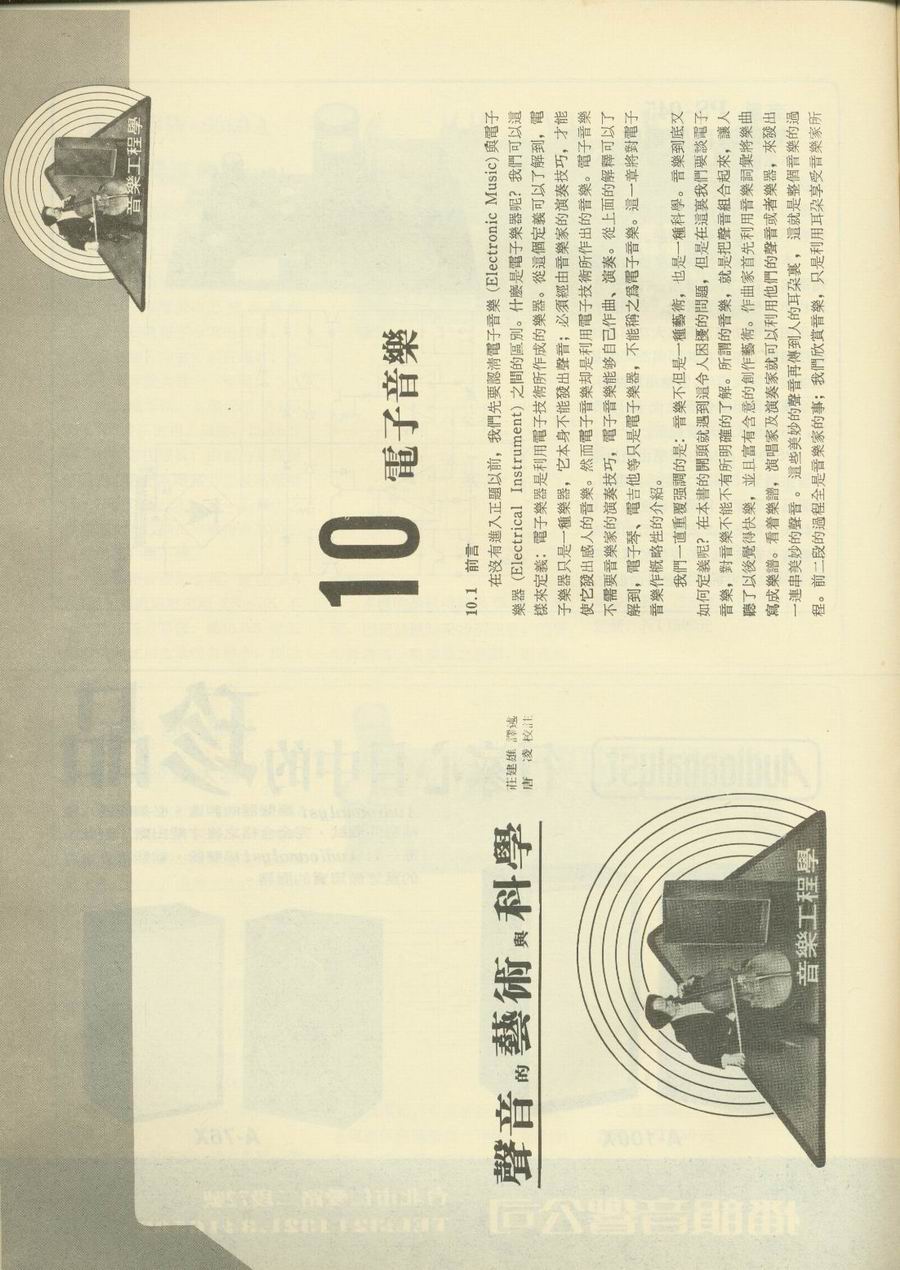 聲音的藝術與科學
莊建雄 譯述
唐 凌 校註
音樂工程學
音樂工程學
10 電子音樂
10.1 前言
在沒有進入正題以前，我們先要認清電子音樂 (Electronic Music) 與電子
樂器 (Electrical Instrument) 之間的區別。什麼是電子樂器呢？我們可以這
樣來定義：電子樂器是利用電子技術所作成的樂器。從這個定義可以了解到，電
子樂器只是一種樂器，它本身不能發出聲音；必須經由音樂家的演奏技巧，才能
使它發出感人的音樂。然而電子音樂却是利用電子技術所作出的音樂。電子音樂
不需要音樂家的演奏技巧，電子音樂能够自己作曲、演奏。從上面的解釋可以了
解到，電子琴、電吉他等只是電子樂器，不能稱之爲電子音樂。這一章將對電子
音樂作概略性的介紹。
我們一直重覆強調的是：音樂不但是一種藝術，也是一種科學。音樂到底又
如何定義呢？在本書的開頭就遇到這令人困擾的問題，但是在這裏我們要談電子
音樂，對音樂不能不有所明確的了解。所謂的音樂，就是把聲音組合起來，讓人
聽了以後覺得快樂，並且富有含意的創作藝術。作曲家首先利用音樂詞彙將樂曲
寫成樂譜。看着樂譜，演唱家及演奏家就可以利用他們的聲音或者樂器，來發出
一連串美妙的聲音。這些美妙的聲音再傳到人的耳朶裏，這就是整個音樂的過
程。前二段的過程全是音樂家的事；我們欣賞音樂，只是利用耳朶享受音樂家所